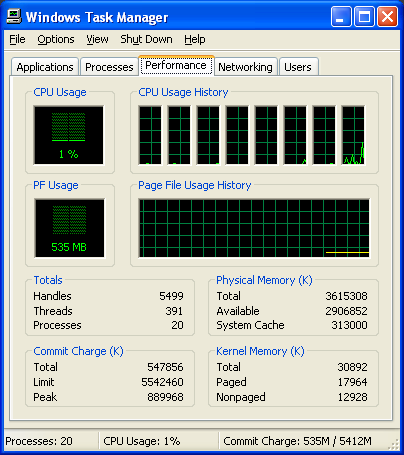 Windows Task Manager
File Options View Shut Down Help
Applications Processes Performance Networking Users
CPU Usage CPU Usage History
1 %
PF Usage Page File Usage History
535 MB
Totals Physical Memory (K)
Handles 5499 Total 3615308
Threads 391 Available 2906852
Processes 20 System Cache 313000
Commit Charge (K) Kernel Memory (K)
Total 547856 Total 30892
Limit 5542460 Paged 17964
Peak 889968 Nonpaged 12928
Processes: 20 CPU Usage: 1% Commit Charge: 535M / 5412M